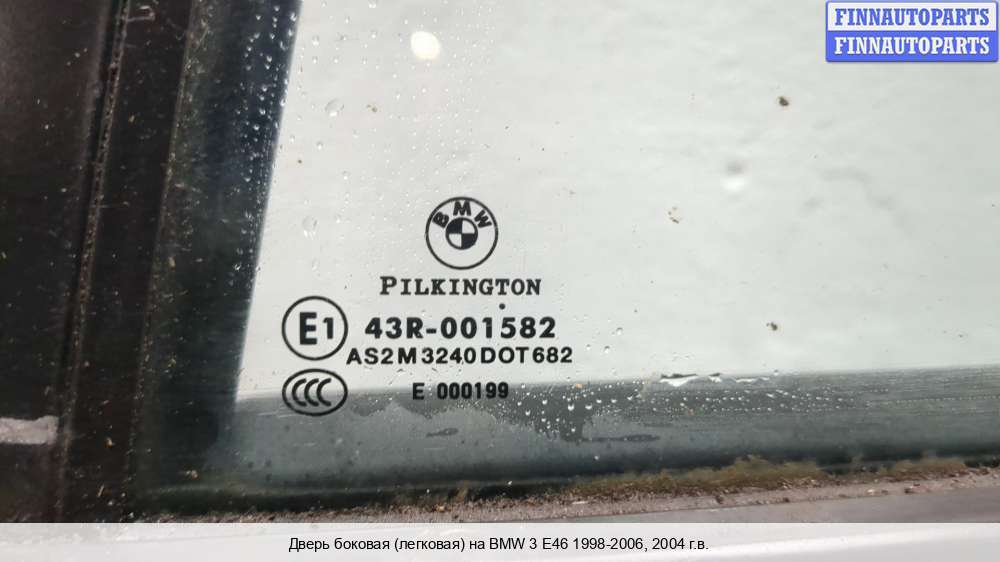 FINNAUTOPARTS
FINNAUTOPARTS
BMW
PILKINGTON
E1 43R-001582
AS2 M3240 DOT 682
CCC E 000199
Дверь боковая (легковая) на BMW 3 E46 1998-2006, 2004 г.в.